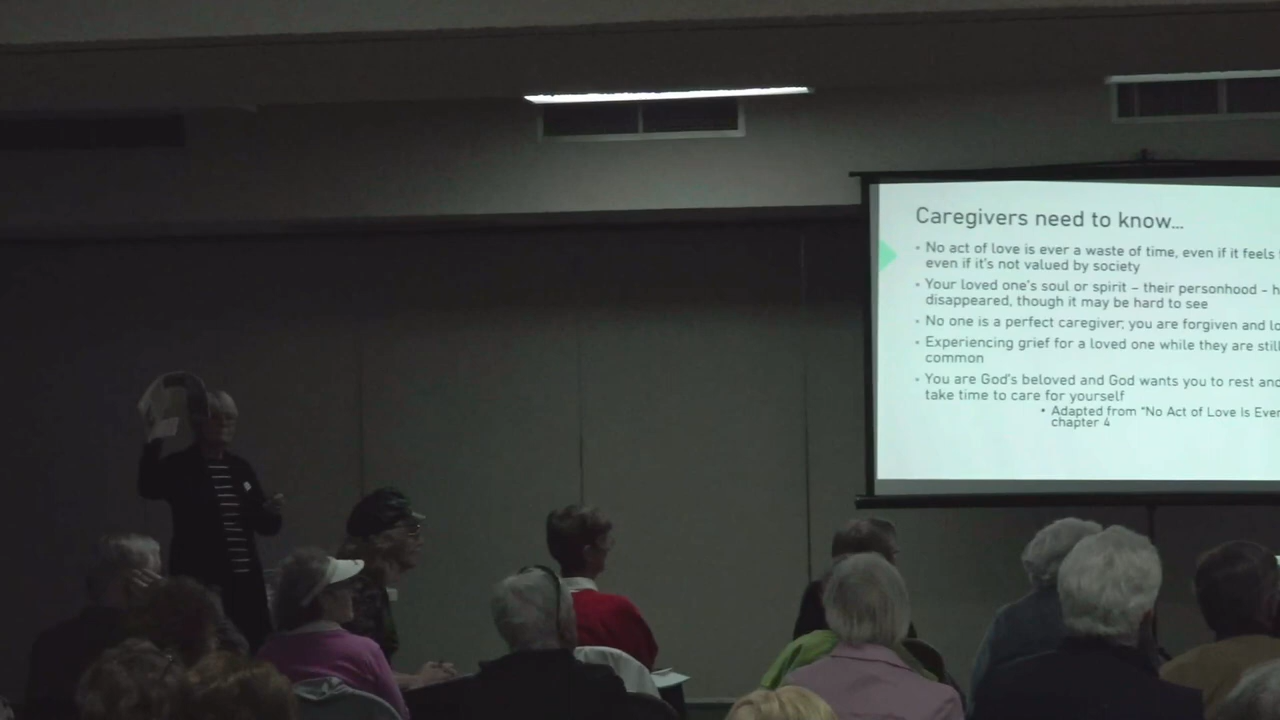 Caregivers need to know...
• No act of love is ever a waste of time, even if it feels
even if it's not valued by society
• Your loved one's soul or spirit – their personhood -
disappeared, though it may be hard to see
• No one is a perfect caregiver; you are forgiven and
• Experiencing grief for a loved one while they are still
common
• You are God's beloved and God wants you to rest and
take time to care for yourself
• Adapted from "No Act of Love Is Ever
chapter 4